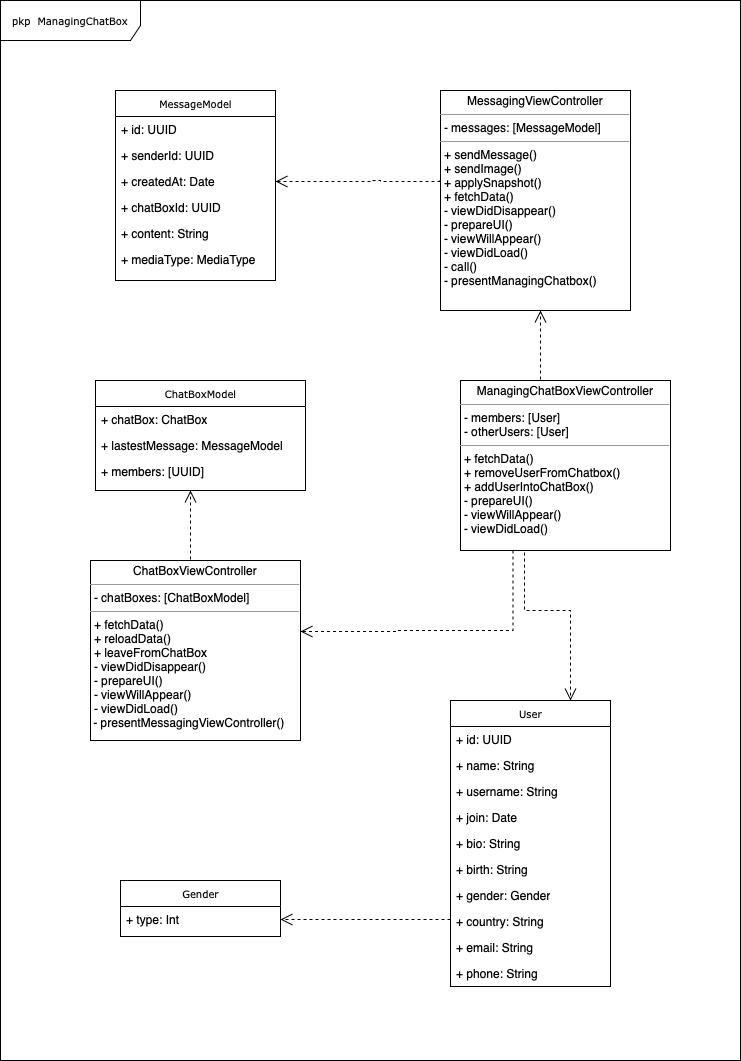 pkp ManagingChatBox
MessageModel
+ id: UUID
+ senderId: UUID
+ createdAt: Date
+ chatBoxId: UUID
+ content: String
+ mediaType: MediaType
MessagingViewController
- messages: [MessageModel]
+ sendMessage()
+ sendImage()
+ applySnapshot()
+ fetchData()
- viewDidDisappear()
- prepareUI()
- viewWillAppear()
- viewDidLoad()
- call()
- presentManagingChatbox()
ChatBoxModel
+ chatBox: ChatBox
+ lastestMessage: MessageModel
+ members: [UUID]
ManagingChatBoxViewController
- members: [User]
- otherUsers: [User]
+ fetchData()
+ removeUserFromChatbox()
+ addUserIntoChatBox()
- prepareUI()
- viewWillAppear()
- viewDidLoad()
ChatBoxViewController
- chatBoxes: [ChatBoxModel]
+ fetchData()
+ reloadData()
+ leaveFromChatBox
- viewDidDisappear()
- prepareUI()
- viewWillAppear()
- viewDidLoad()
- presentMessagingViewController()
User
+ id: UUID
+ name: String
+ username: String
+ join: Date
+ bio: String
+ birth: String
+ gender: Gender
+ country: String
+ email: String
+ phone: String
Gender
+ type: Int